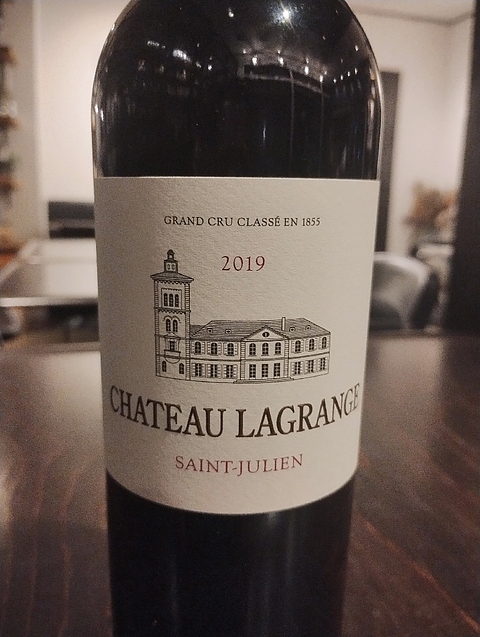 GRAND CRU CLASSÉ EN 1855
2019
CHATEAU LAGRANGE
SAINT-JULIEN